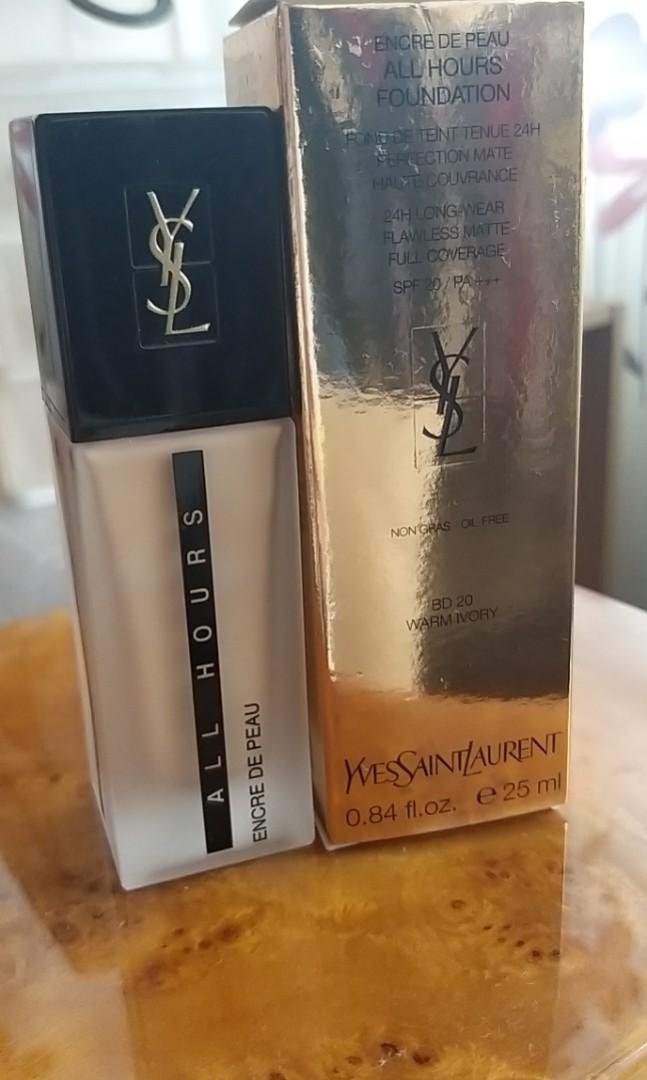 YSL
ALL HOURS
ENCRE DE PEAU
ENCRE DE PEAU
ALL HOURS
FOUNDATION
FOND DE TEINT TENUE 24H
PERFECTION MATE
HAUTE COUVRANCE
24H LONG-WEAR
FLAWLESS MATTE
FULL COVERAGE
SPF 20 / PA +++
YSL
NON GRAS - OIL FREE
BD 20
WARM IVORY
YVESSAINTLAURENT
0.84 fl.oz. e 25 ml